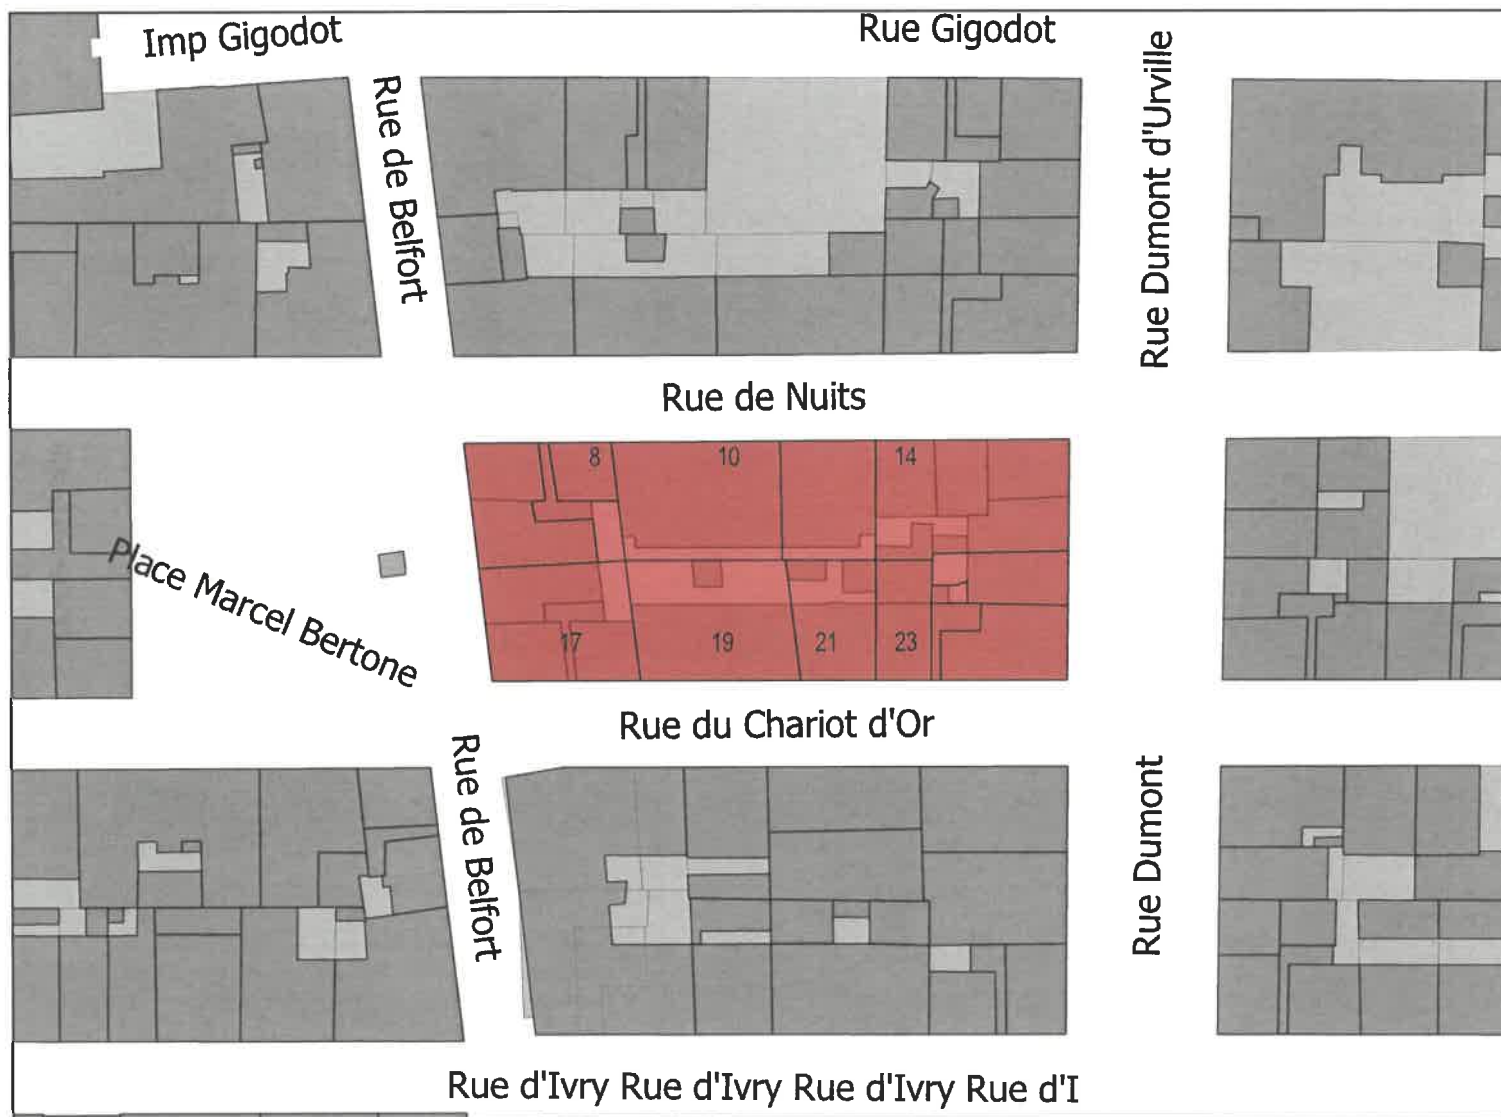 Imp Gigodot
Rue Gigodot
Rue de Belfort
Rue Dumont d'Urville
Rue de Nuits
8
10
14
Place Marcel Bertone
17
19
21
23
Rue du Chariot d'Or
Rue de Belfort
Rue Dumont
Rue d'Ivry Rue d'Ivry Rue d'Ivry Rue d'I